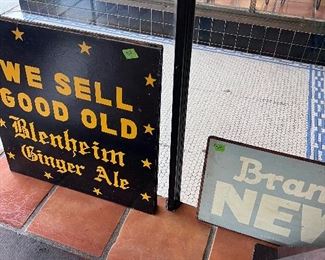 WE SELL
GOOD OLD
Blenheim
Ginger Ale
Bran
NEW